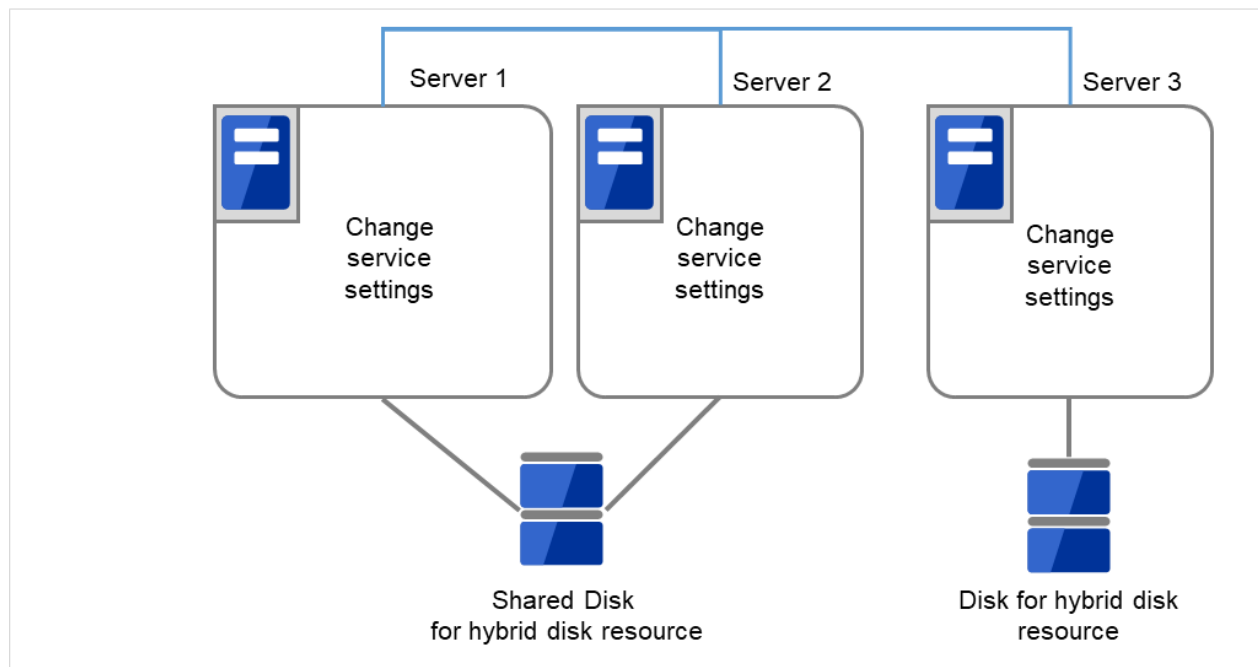 Server 1
Server 2
Server 3
Change
service
settings
Change
service
settings
Change
service
settings
Shared Disk
for hybrid disk resource
Disk for hybrid disk
resource